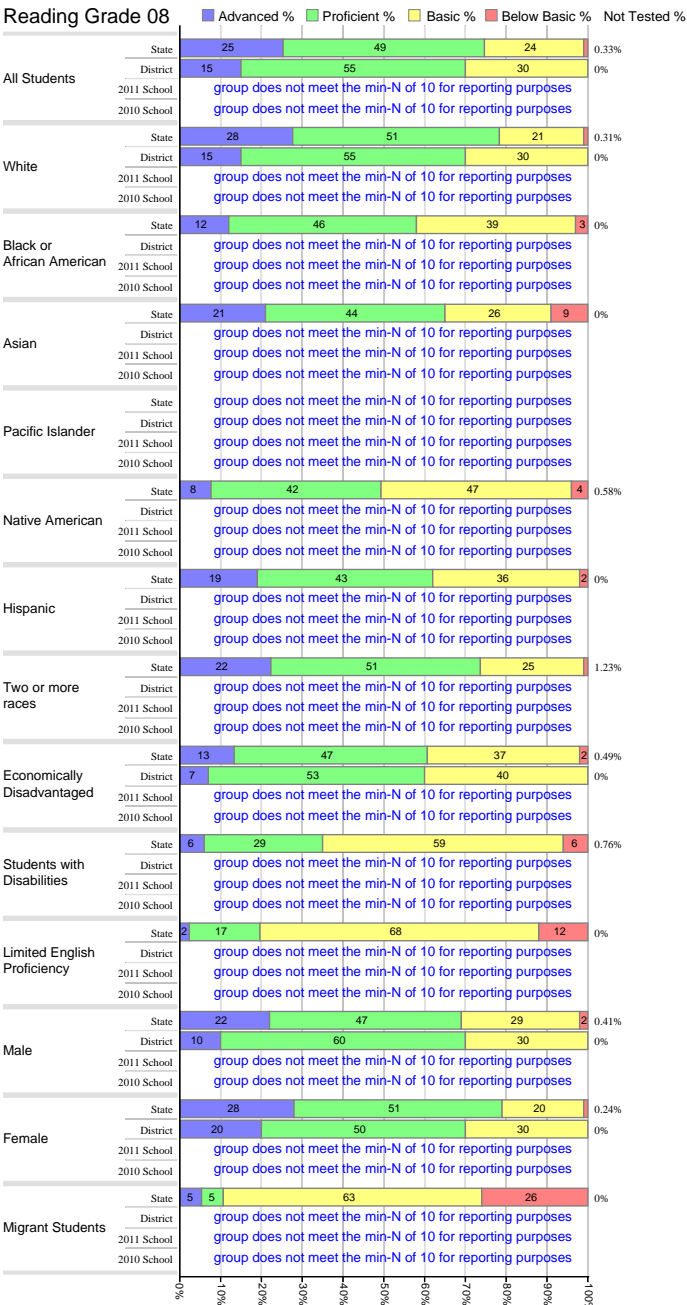 Reading Grade 08 Advanced % Proficient % Basic % Below Basic % Not Tested %
All Students
State 25 49 24 0.33%
District 15 55 30 0%
2011 School group does not meet the min-N of 10 for reporting purposes
2010 School group does not meet the min-N of 10 for reporting purposes
White
State 28 51 21 0.31%
District 15 55 30 0%
2011 School group does not meet the min-N of 10 for reporting purposes
2010 School group does not meet the min-N of 10 for reporting purposes
Black or
African American
State 12 46 39 3 0%
District group does not meet the min-N of 10 for reporting purposes
2011 School group does not meet the min-N of 10 for reporting purposes
2010 School group does not meet the min-N of 10 for reporting purposes
Asian
State 21 44 26 9 0%
District group does not meet the min-N of 10 for reporting purposes
2011 School group does not meet the min-N of 10 for reporting purposes
2010 School group does not meet the min-N of 10 for reporting purposes
Pacific Islander
State group does not meet the min-N of 10 for reporting purposes
District group does not meet the min-N of 10 for reporting purposes
2011 School group does not meet the min-N of 10 for reporting purposes
2010 School group does not meet the min-N of 10 for reporting purposes
Native American
State 8 42 47 4 0.58%
District group does not meet the min-N of 10 for reporting purposes
2011 School group does not meet the min-N of 10 for reporting purposes
2010 School group does not meet the min-N of 10 for reporting purposes
Hispanic
State 19 43 36 2 0%
District group does not meet the min-N of 10 for reporting purposes
2011 School group does not meet the min-N of 10 for reporting purposes
2010 School group does not meet the min-N of 10 for reporting purposes
Two or more
races
State 22 51 25 1.23%
District group does not meet the min-N of 10 for reporting purposes
2011 School group does not meet the min-N of 10 for reporting purposes
2010 School group does not meet the min-N of 10 for reporting purposes
Economically
Disadvantaged
State 13 47 37 2 0.49%
District 7 53 40 0%
2011 School group does not meet the min-N of 10 for reporting purposes
2010 School group does not meet the min-N of 10 for reporting purposes
Students with
Disabilities
State 6 29 59 6 0.76%
District group does not meet the min-N of 10 for reporting purposes
2011 School group does not meet the min-N of 10 for reporting purposes
2010 School group does not meet the min-N of 10 for reporting purposes
Limited English
Proficiency
State 2 17 68 12 0%
District group does not meet the min-N of 10 for reporting purposes
2011 School group does not meet the min-N of 10 for reporting purposes
2010 School group does not meet the min-N of 10 for reporting purposes
Male
State 22 47 29 2 0.41%
District 10 60 30 0%
2011 School group does not meet the min-N of 10 for reporting purposes
2010 School group does not meet the min-N of 10 for reporting purposes
Female
State 28 51 20 0.24%
District 20 50 30 0%
2011 School group does not meet the min-N of 10 for reporting purposes
2010 School group does not meet the min-N of 10 for reporting purposes
Migrant Students
State 5 5 63 26 0%
District group does not meet the min-N of 10 for reporting purposes
2011 School group does not meet the min-N of 10 for reporting purposes
2010 School group does not meet the min-N of 10 for reporting purposes
0% 10% 20% 30% 40% 50% 60% 70% 80% 90% 100%